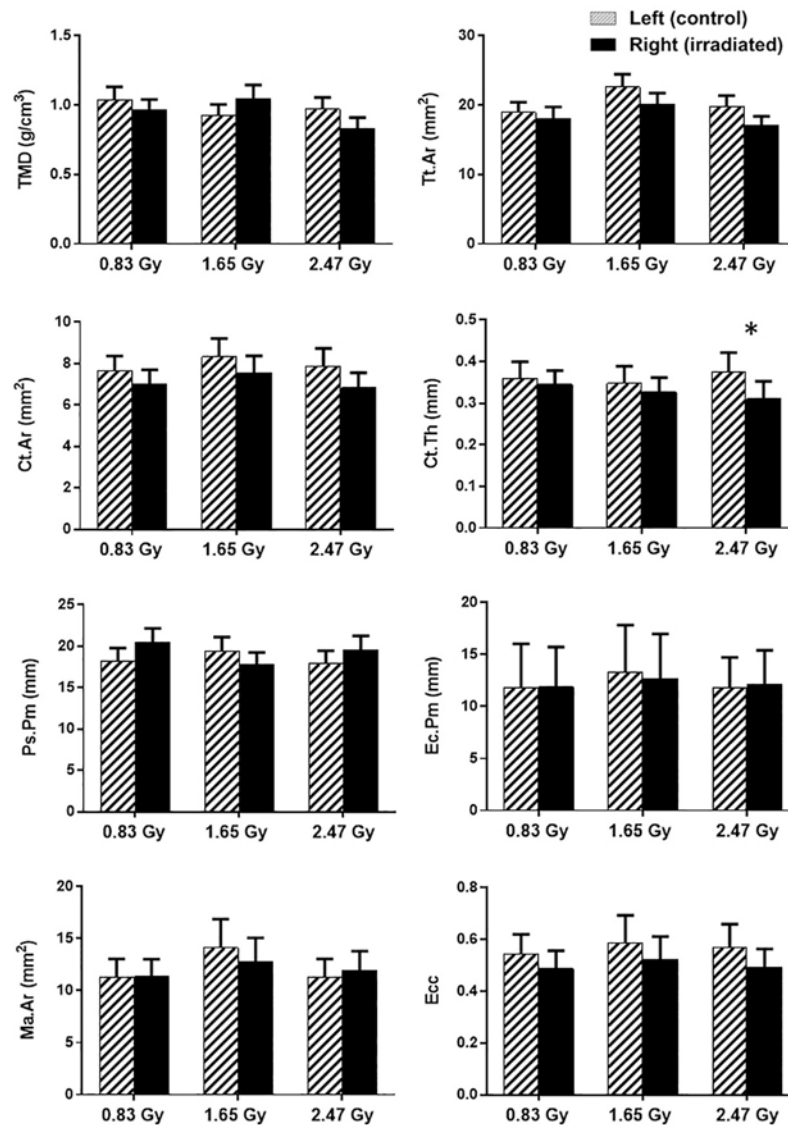 Left (control)
Right (irradiated)
TMD (g/cm³)
1.5
1.0
0.5
0.0
0.83 Gy 1.65 Gy 2.47 Gy
Tt.Ar (mm²)
30
20
10
0
0.83 Gy 1.65 Gy 2.47 Gy
Ct.Ar (mm²)
10
8
6
4
2
0
0.83 Gy 1.65 Gy 2.47 Gy
Ct.Th (mm)
0.5
0.4
0.3
0.2
0.1
0.0
*
0.83 Gy 1.65 Gy 2.47 Gy
Ps.Pm (mm)
25
20
15
10
5
0
0.83 Gy 1.65 Gy 2.47 Gy
Ec.Pm (mm)
20
15
10
5
0
0.83 Gy 1.65 Gy 2.47 Gy
Ma.Ar (mm²)
20
15
10
5
0
0.83 Gy 1.65 Gy 2.47 Gy
Ecc
0.8
0.6
0.4
0.2
0.0
0.83 Gy 1.65 Gy 2.47 Gy